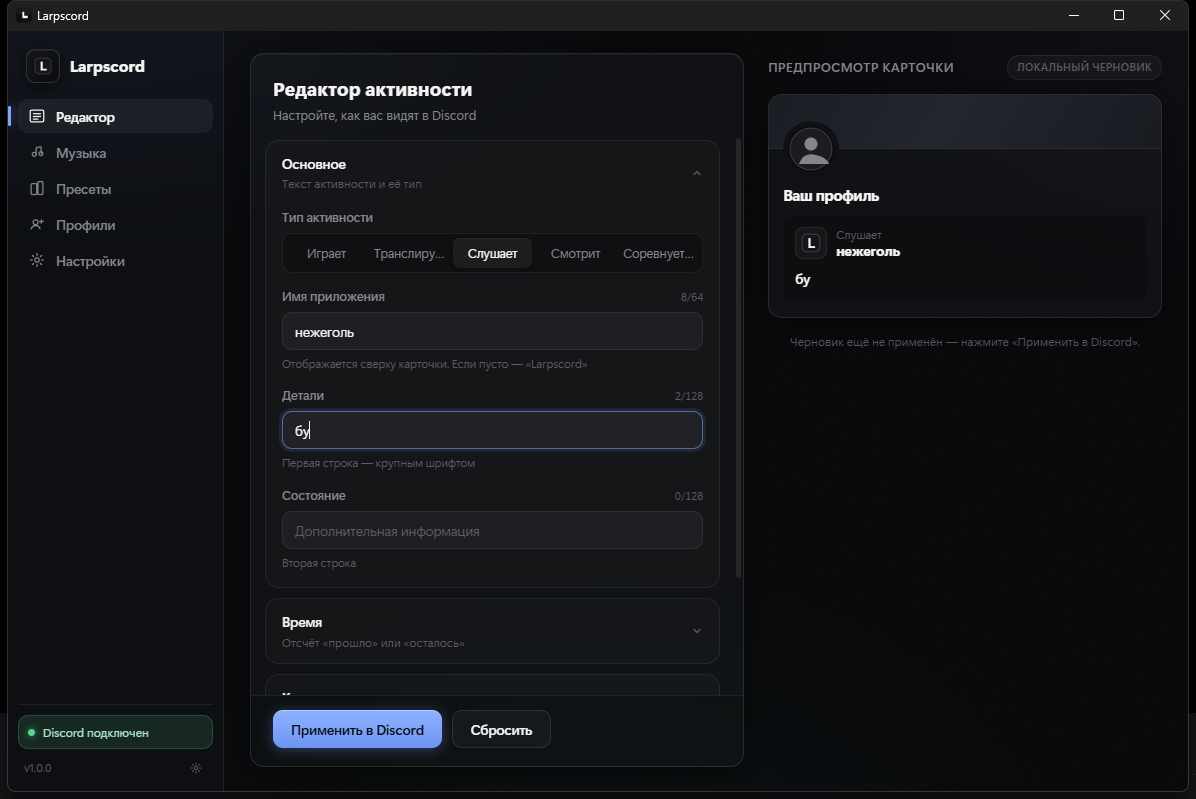 L Larpscord
L Larpscord
Редактор
Музыка
Пресеты
Профили
Настройки
Discord подключен
v1.0.0
Редактор активности
Настройте, как вас видят в Discord
Основное
Текст активности и её тип
Тип активности
Играет Транслиру... Слушает Смотрит Соревнует...
Имя приложения 8/64
нежеголь
Отображается сверху карточки. Если пусто — «Larpscord»
Детали 2/128
бу
Первая строка — крупным шрифтом
Состояние 0/128
Дополнительная информация
Вторая строка
Время
Отсчёт «прошло» или «осталось»
Применить в Discord Сбросить
ПРЕДПРОСМОТР КАРТОЧКИ ЛОКАЛЬНЫЙ ЧЕРНОВИК
Ваш профиль
L Слушает
нежеголь
бу
Черновик ещё не применён — нажмите «Применить в Discord».